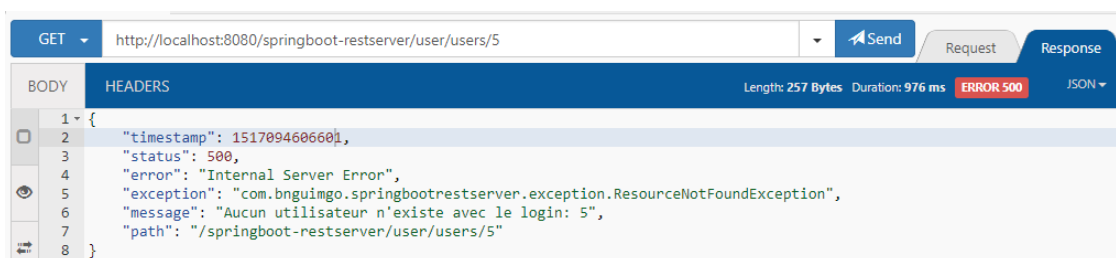 GET http://localhost:8080/springboot-restserver/user/users/5 Send Request Response
BODY HEADERS Length: 257 Bytes Duration: 976 ms ERROR 500 JSON
1 {
2 "timestamp": 1517094606601,
3 "status": 500,
4 "error": "Internal Server Error",
5 "exception": "com.bnguimgo.springbootrestserver.exception.ResourceNotFoundException",
6 "message": "Aucun utilisateur n'existe avec le login: 5",
7 "path": "/springboot-restserver/user/users/5"
8 }